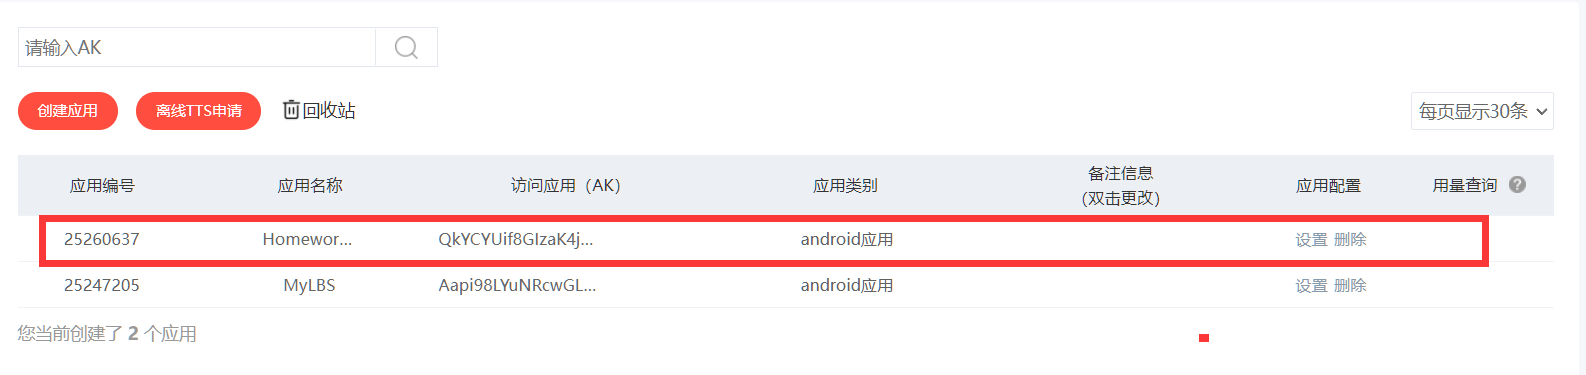 请输入AK
创建应用 离线TTS申请 回收站 每页显示30条
应用编号 应用名称 访问应用（AK） 应用类别 备注信息 应用配置 用量查询 ?
（双击更改）
25260637 Homewor... QkYCYUif8GIzaK4j... android应用 设置 删除
25247205 MyLBS Aapi98LYuNRcwGL... android应用 设置 删除
您当前创建了 2 个应用